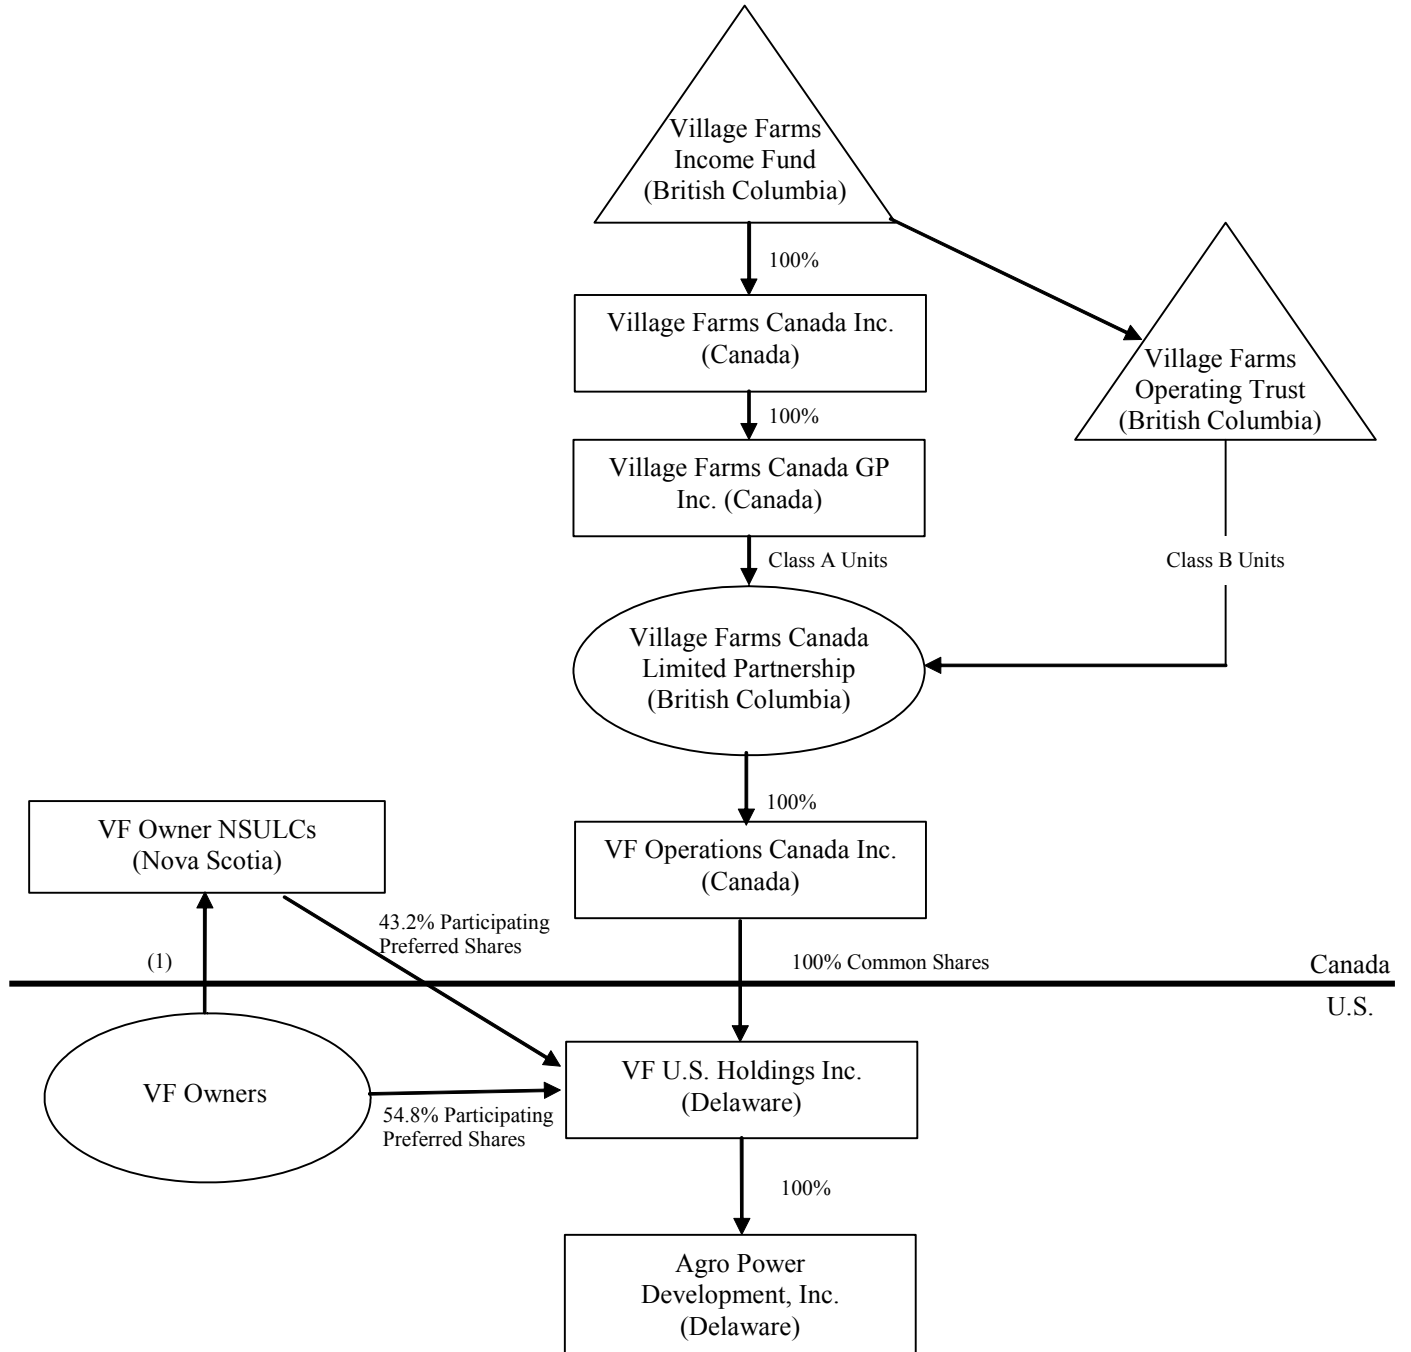 Village Farms
Income Fund
(British Columbia)
100%
Village Farms Canada Inc.
(Canada)
Village Farms
Operating Trust
(British Columbia)
100%
Village Farms Canada GP
Inc. (Canada)
Class A Units
Class B Units
Village Farms Canada
Limited Partnership
(British Columbia)
100%
VF Owner NSULCs
(Nova Scotia)
VF Operations Canada Inc.
(Canada)
43.2% Participating
Preferred Shares
(1)
100% Common Shares
Canada
U.S.
VF Owners
VF U.S. Holdings Inc.
(Delaware)
54.8% Participating
Preferred Shares
100%
Agro Power
Development, Inc.
(Delaware)